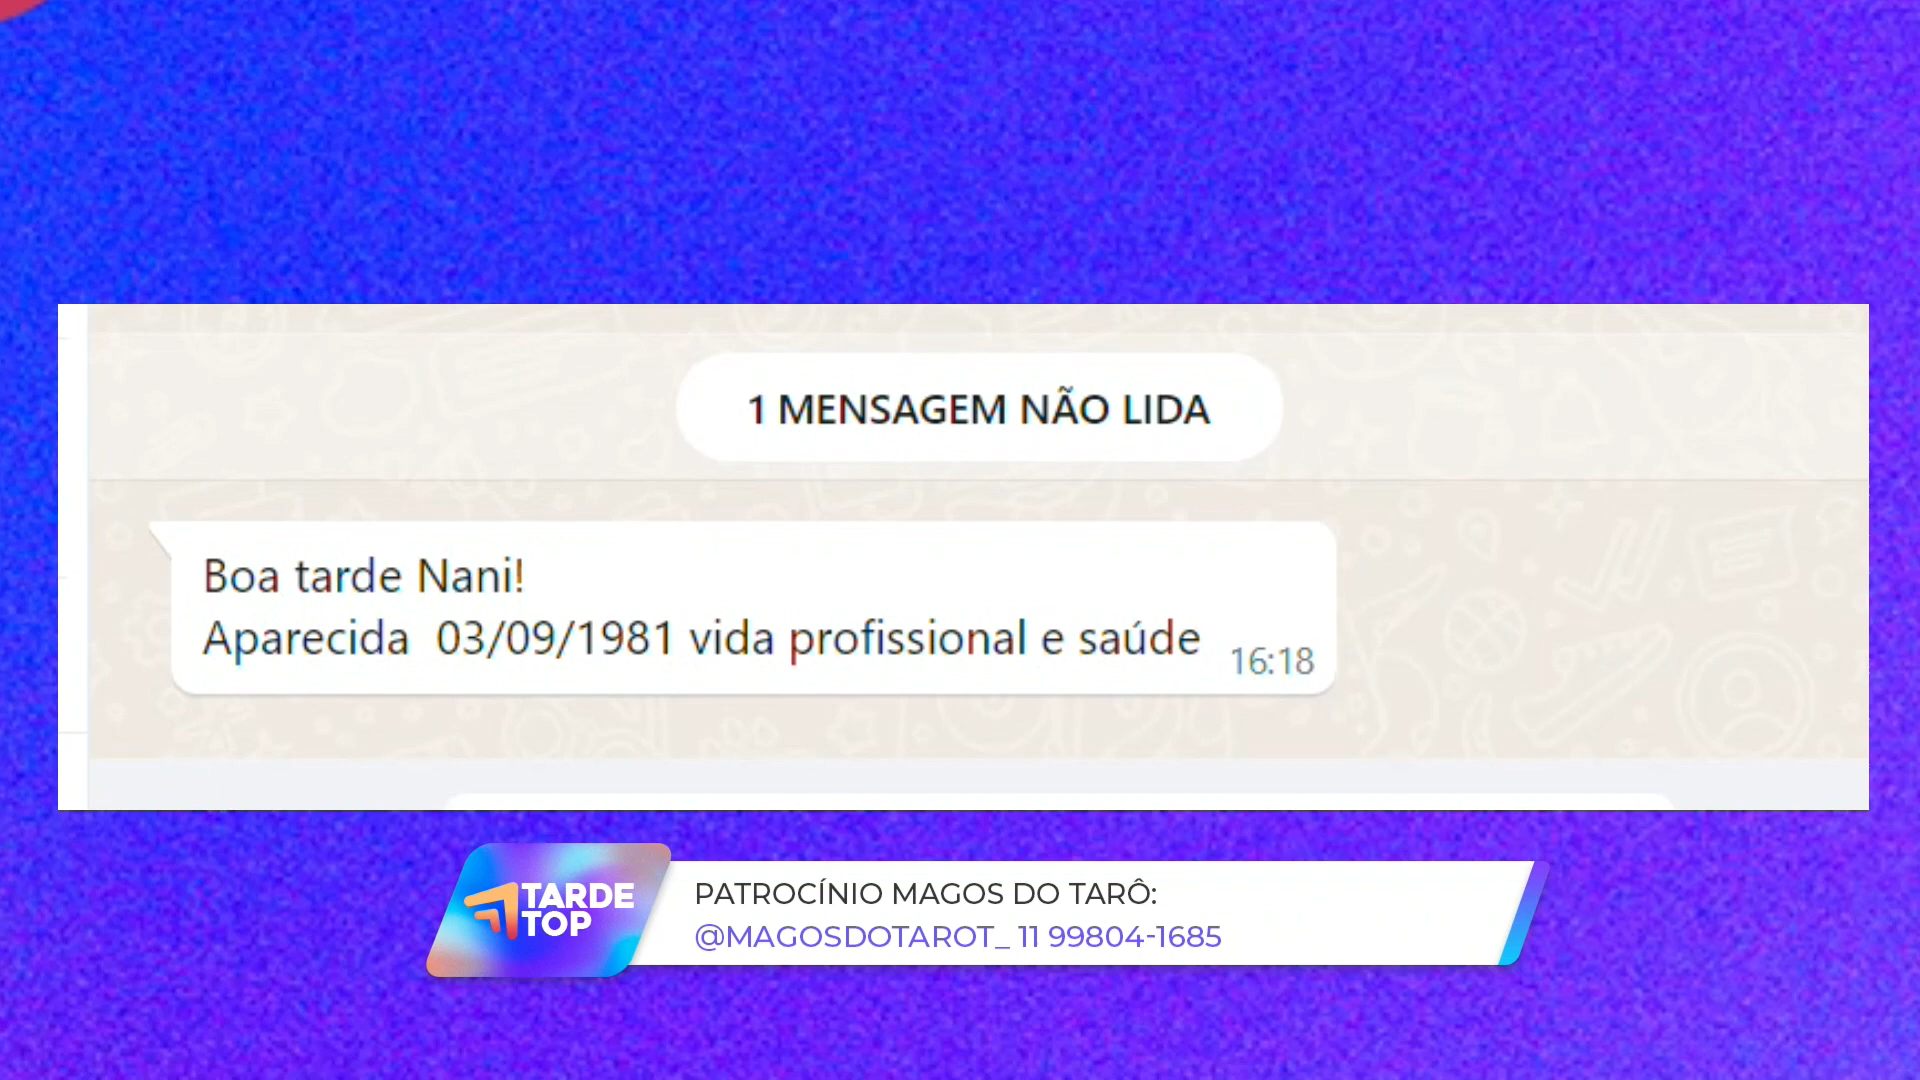 1 MENSAGEM NÃO LIDA
Boa tarde Nani!
Aparecida 03/09/1981 vida profissional e saúde
16:18
TARDE
TOP
PATROCÍNIO MAGOS DO TARÔ:
@MAGOSDOTAROT_ 11 99804-1685